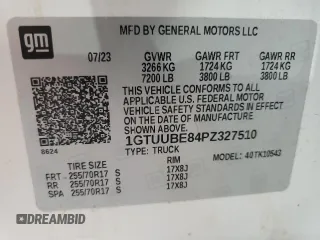 gm
MFD BY GENERAL MOTORS LLC
07/23 GVWR GAWR FRT GAWR RR
3266 KG 1724 KG 1724 KG
7200 LB 3800 LB 3800 LB
THIS VEHICLE CONFORMS TO ALL APPLICABLE
U.S. FEDERAL MOTOR VEHICLE SAFETY
STANDARDS IN EFFECT ON THE DATE
OF MANUFACTURE SHOWN ABOVE
8624
1GTUUBE84PZ327510
TYPE: TRUCK MODEL:
TIRE SIZE RIM
FRT - 255/70R17 S 17X8J
RR 255/70R17 S 17X8J
255/70R17 S 17X8J
DIDABID.COM